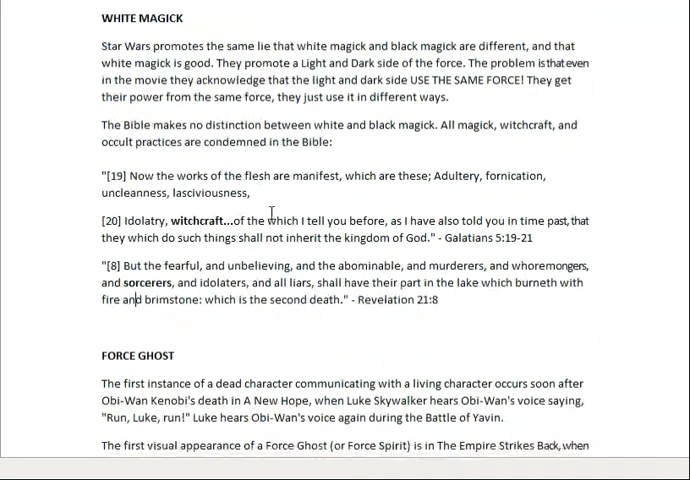 WHITE MAGICK
Star Wars promotes the same lie that white magick and black magick are different, and that
white magick is good. They promote a Light and Dark side of the force. The problem is that even
in the movie they acknowledge that the light and dark side USE THE SAME FORCE! They get
their power from the same force, they just use it in different ways.
The Bible makes no distinction between white and black magick. All magick, witchcraft, and
occult practices are condemned in the Bible:
"[19] Now the works of the flesh are manifest, which are these; Adultery, fornication,
uncleanness, lasciviousness,
[20] Idolatry, witchcraft...of the which I tell you before, as I have also told you in time past, that
they which do such things shall not inherit the kingdom of God." - Galatians 5:19-21
"[8] But the fearful, and unbelieving, and the abominable, and murderers, and whoremongers,
and sorcerers, and idolaters, and all liars, shall have their part in the lake which burneth with
fire and brimstone: which is the second death." - Revelation 21:8
FORCE GHOST
The first instance of a dead character communicating with a living character occurs soon after
Obi-Wan Kenobi's death in A New Hope, when Luke Skywalker hears Obi-Wan's voice saying,
"Run, Luke, run!" Luke hears Obi-Wan's voice again during the Battle of Yavin.
The first visual appearance of a Force Ghost (or Force Spirit) is in The Empire Strikes Back, when